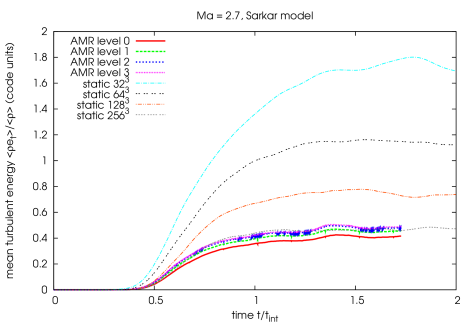 Ma = 2.7, Sarkar model
mean turbulent energy <ρeₜ>/<ρ> (code units)
2
1.8
1.6
1.4
1.2
1
0.8
0.6
0.4
0.2
0
AMR level 0
AMR level 1
AMR level 2
AMR level 3
static 32³
static 64³
static 128³
static 256³
0
0.5
1
1.5
2
time t/t_int